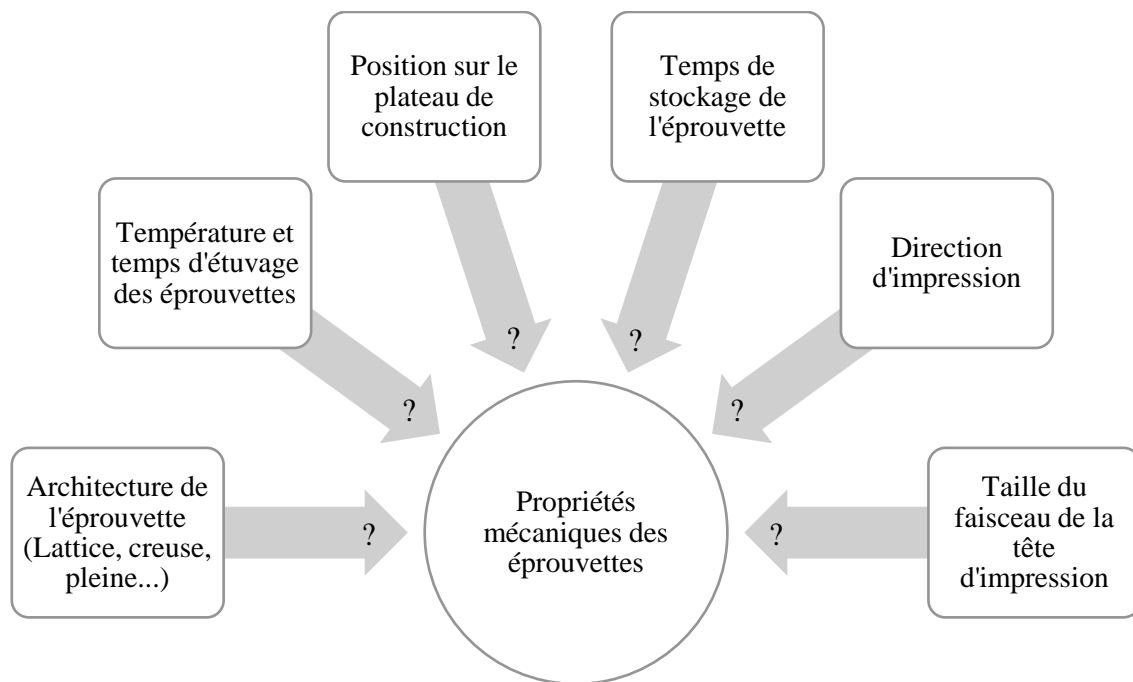 Position sur le
plateau de
construction
Temps de
stockage de
l'éprouvette
Température et
temps d'étuvage
des éprouvettes
Direction
d'impression
?
?
?
?
Architecture de
l'éprouvette
(Lattice, creuse,
pleine...)
?
Propriétés
mécaniques des
éprouvettes
?
Taille du
faisceau de la
tête
d'impression